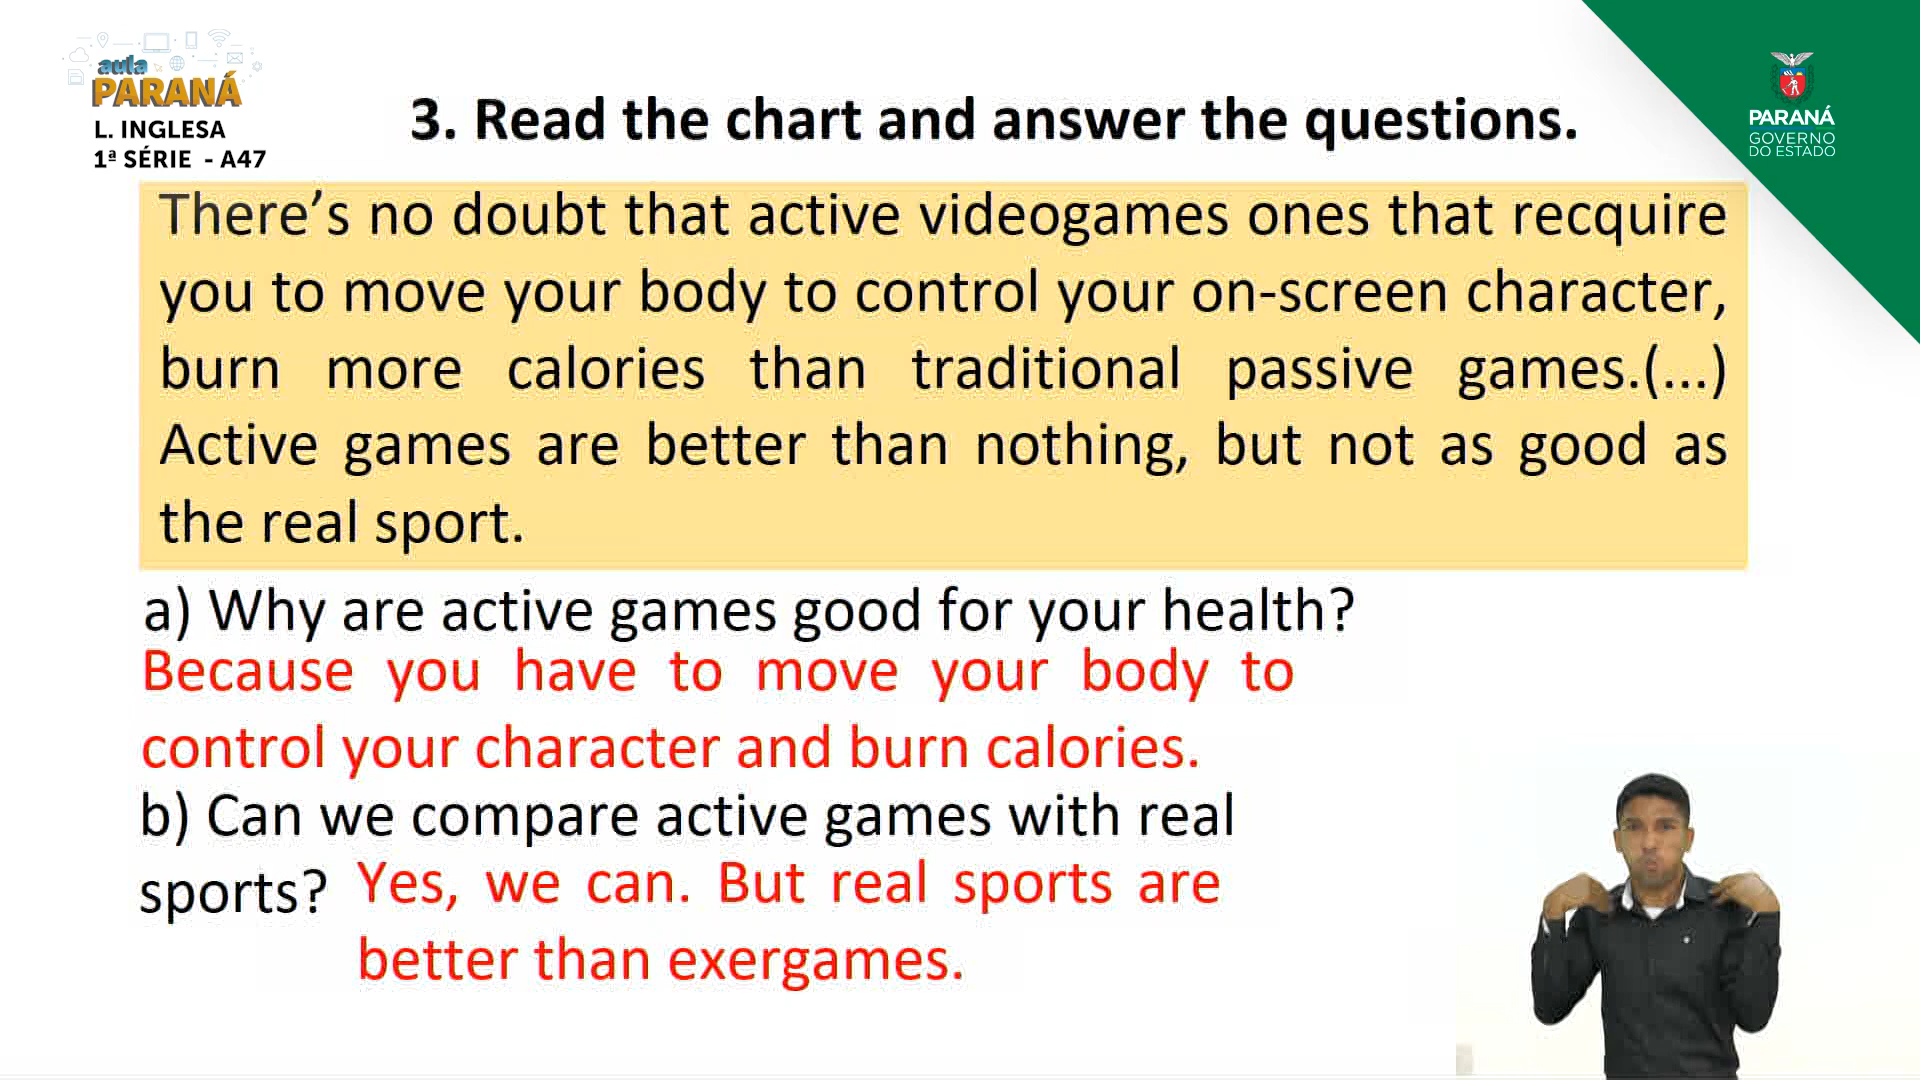 aula
PARANÁ
L. INGLESA
1ª SÉRIE - A47
3. Read the chart and answer the questions.
PARANÁ
GOVERNO
DO ESTADO
There’s no doubt that active videogames ones that recquire
you to move your body to control your on-screen character,
burn more calories than traditional passive games.(...)
Active games are better than nothing, but not as good as
the real sport.
a) Why are active games good for your health?
Because you have to move your body to
control your character and burn calories.
b) Can we compare active games with real
sports? Yes, we can. But real sports are
better than exergames.